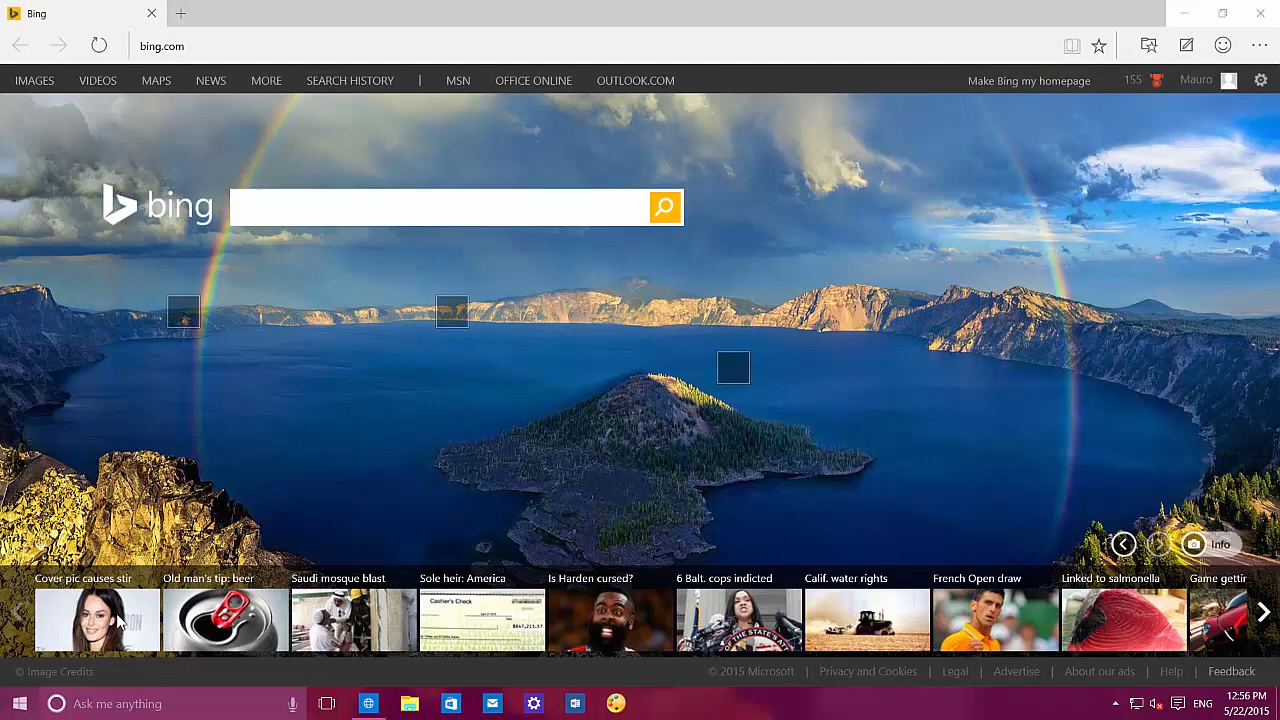 Bing
bing.com
IMAGES VIDEOS MAPS NEWS MORE SEARCH HISTORY | MSN OFFICE ONLINE OUTLOOK.COM Make Bing my homepage 155 Mauro
bing
Info
Cover pic causes stir Old man's tip: beer Saudi mosque blast Sole heir: America Is Harden cursed? 6 Balt. cops indicted Calif. water rights French Open draw Linked to salmonella Game gettir
Cashier's Check
OF THE STATE'S A
© Image Credits © 2015 Microsoft | Privacy and Cookies | Legal | Advertise | About our ads | Help | Feedback
Ask me anything ENG 12:56 PM
5/22/2015